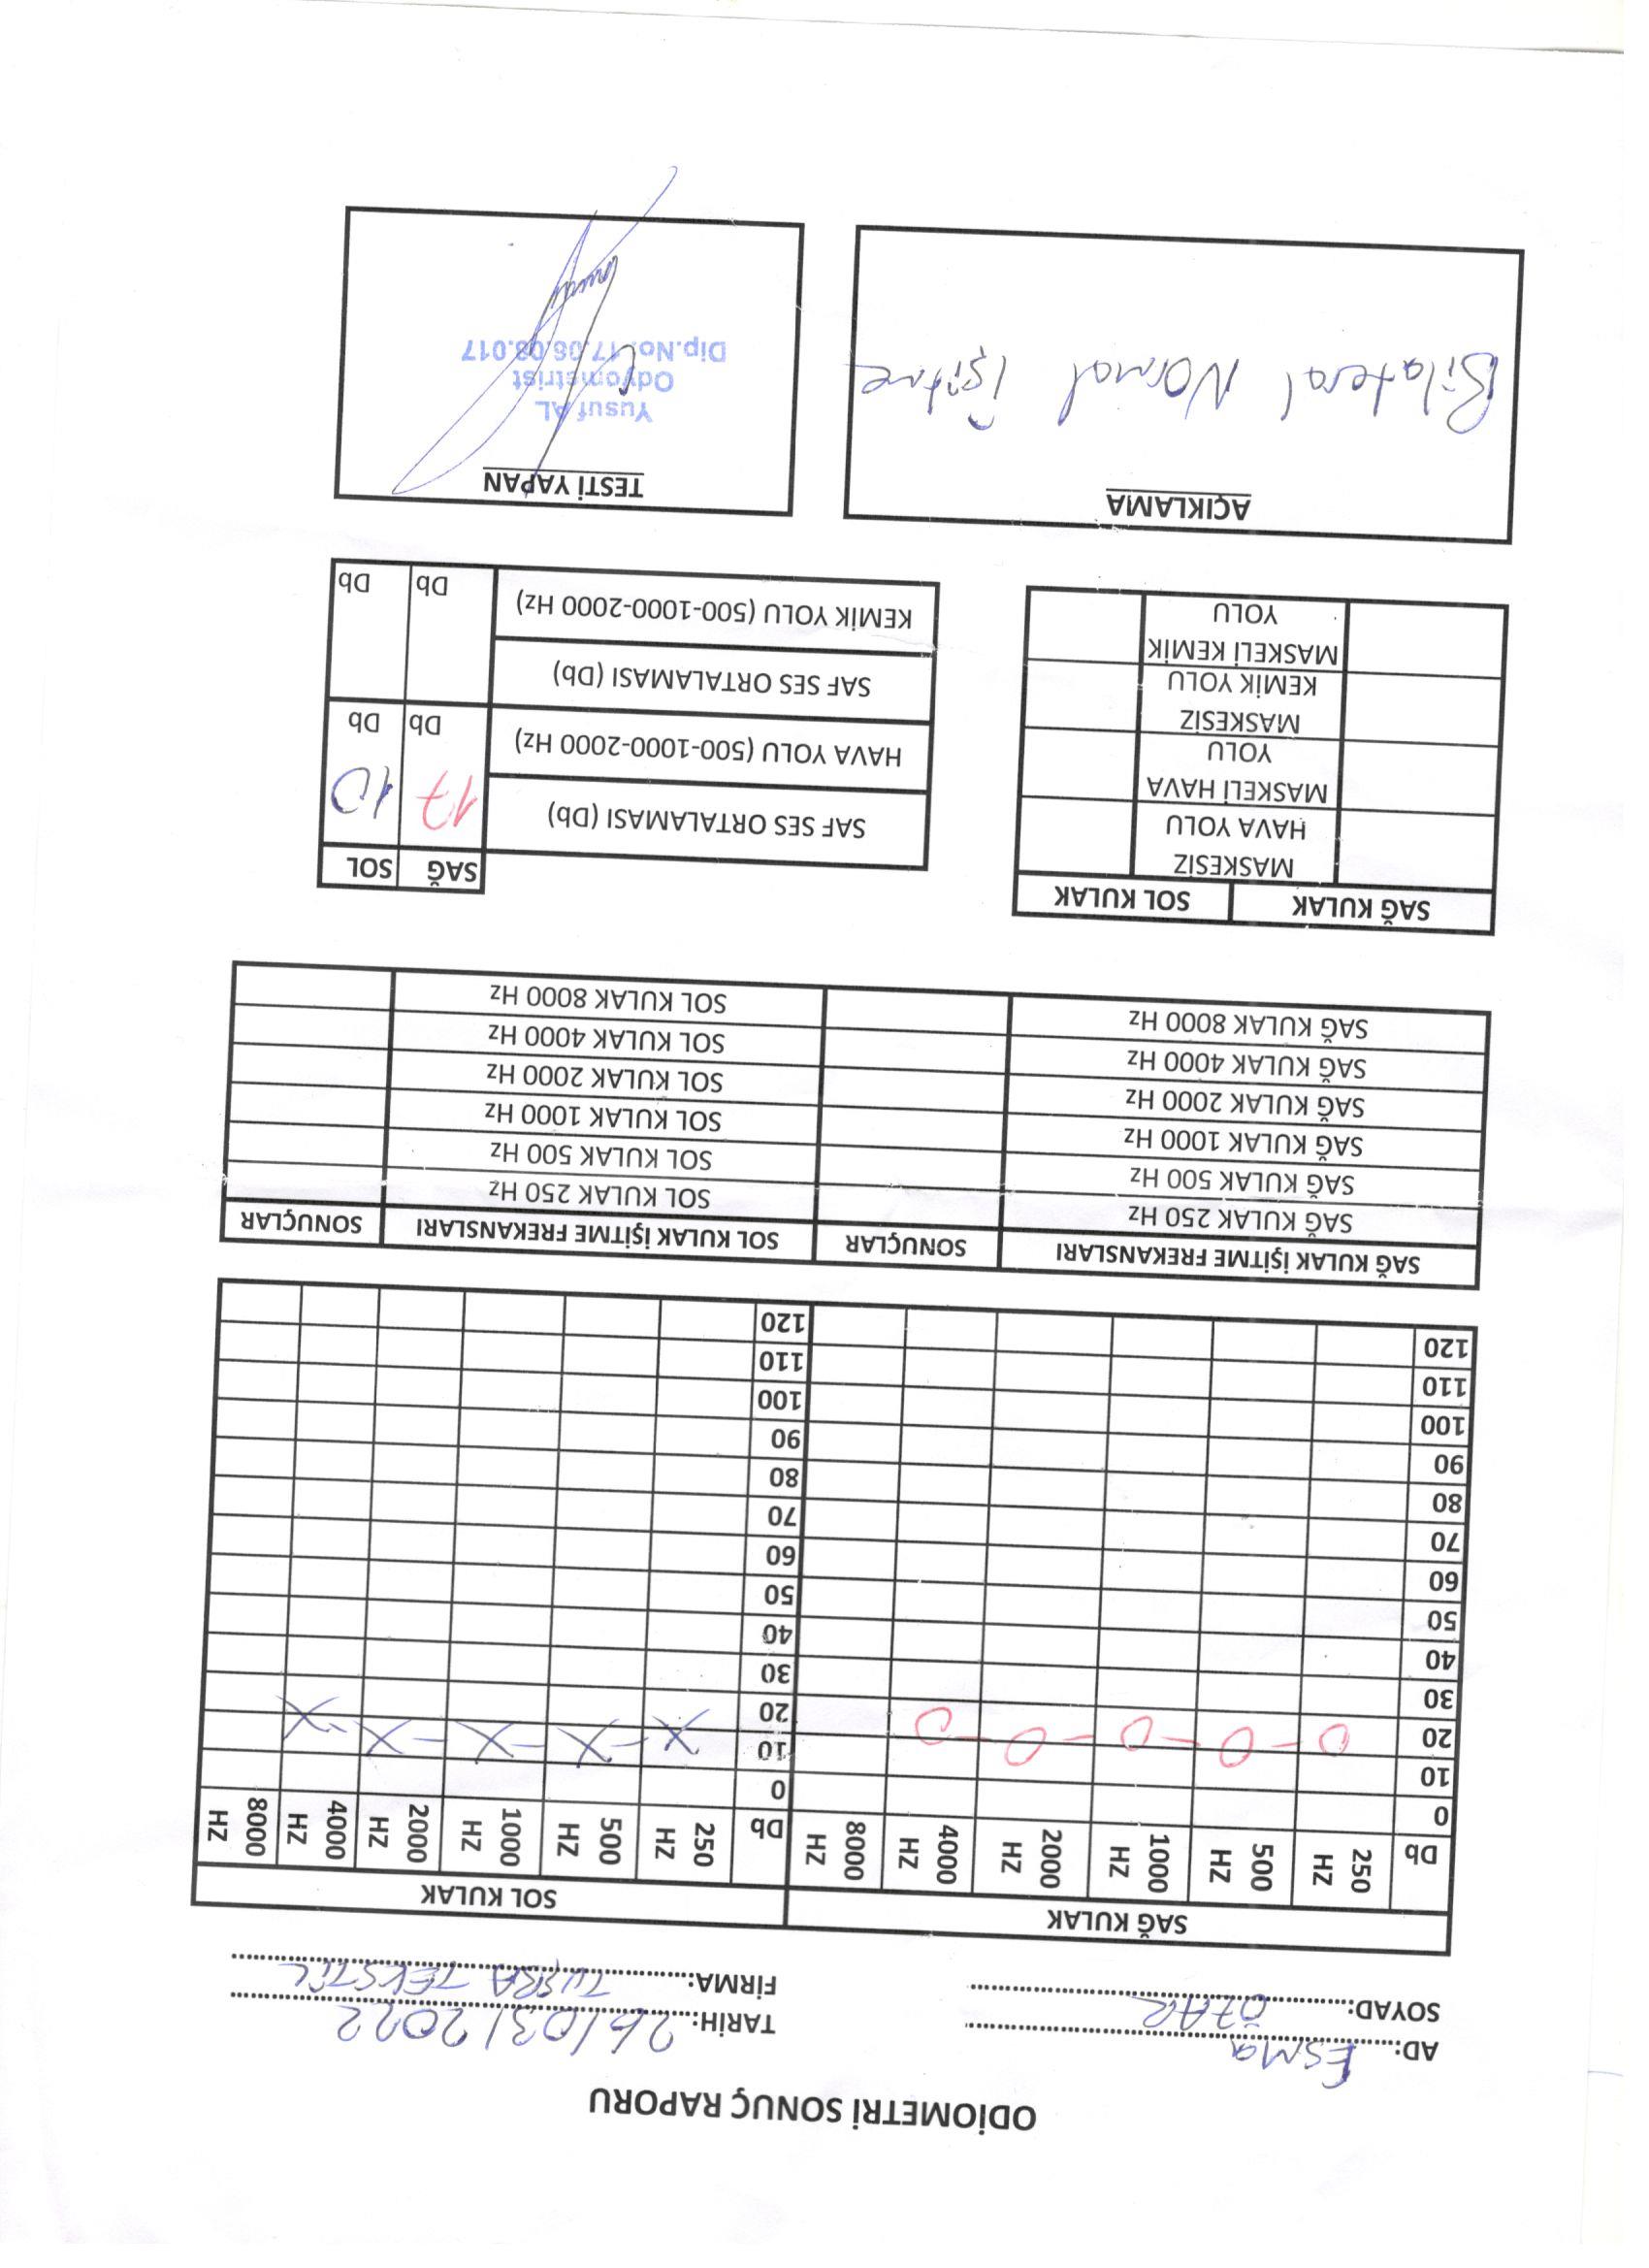 ODİOMETRİ SONUÇ RAPORU
AD:........Esma........
SOYAD:........ÖZAR........
TARİH:..26/03/2022........
FİRMA:........TUŞBA TEKSTİL........
SAĞ KULAK
SOL KULAK
Db 250 HZ 500 HZ 1000 HZ 2000 HZ 4000 HZ 8000 HZ Db 250 HZ 500 HZ 1000 HZ 2000 HZ 4000 HZ 8000 HZ
0 0
10 10
20 O-O-O-O-O 20 X-X-X-X-X
30 30
40 40
50 50
60 60
70 70
80 80
90 90
100 100
110 110
120 120
SAĞ KULAK İŞİTME FREKANSLARI SONUÇLAR SOL KULAK İŞİTME FREKANSLARI SONUÇLAR
SAĞ KULAK 250 Hz SOL KULAK 250 Hz
SAĞ KULAK 500 Hz SOL KULAK 500 Hz
SAĞ KULAK 1000 Hz SOL KULAK 1000 Hz
SAĞ KULAK 2000 Hz SOL KULAK 2000 Hz
SAĞ KULAK 4000 Hz SOL KULAK 4000 Hz
SAĞ KULAK 8000 Hz SOL KULAK 8000 Hz
SAĞ KULAK SOL KULAK
MASKESİZ
HAVA YOLU
MASKELİ HAVA
YOLU
MASKESİZ
KEMİK YOLU
MASKELİ KEMİK
YOLU
SAĞ SOL
SAF SES ORTALAMASI (Db) 17 10
HAVA YOLU (500-1000-2000 Hz) Db Db
SAF SES ORTALAMASI (Db)
KEMİK YOLU (500-1000-2000 Hz) Db Db
AÇIKLAMA
Bilateral Normal İşitme
TESTİ YAPAN
Yusuf AL
Odyometrist
Dip.No: 17.06.08.017